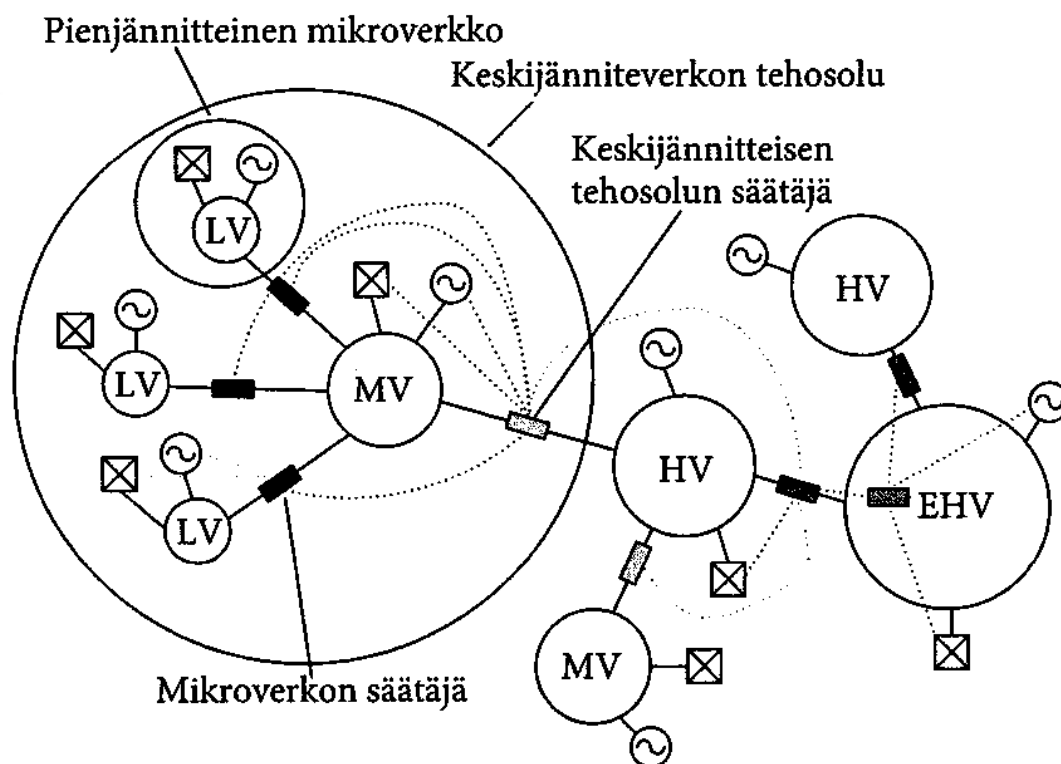 Pienjännitteinen mikroverkko
Keskijänniteverkon tehosolu
Keskijännitteisen
tehosolun säätäjä
LV
HV
LV
MV
HV
EHV
LV
MV
Mikroverkon säätäjä